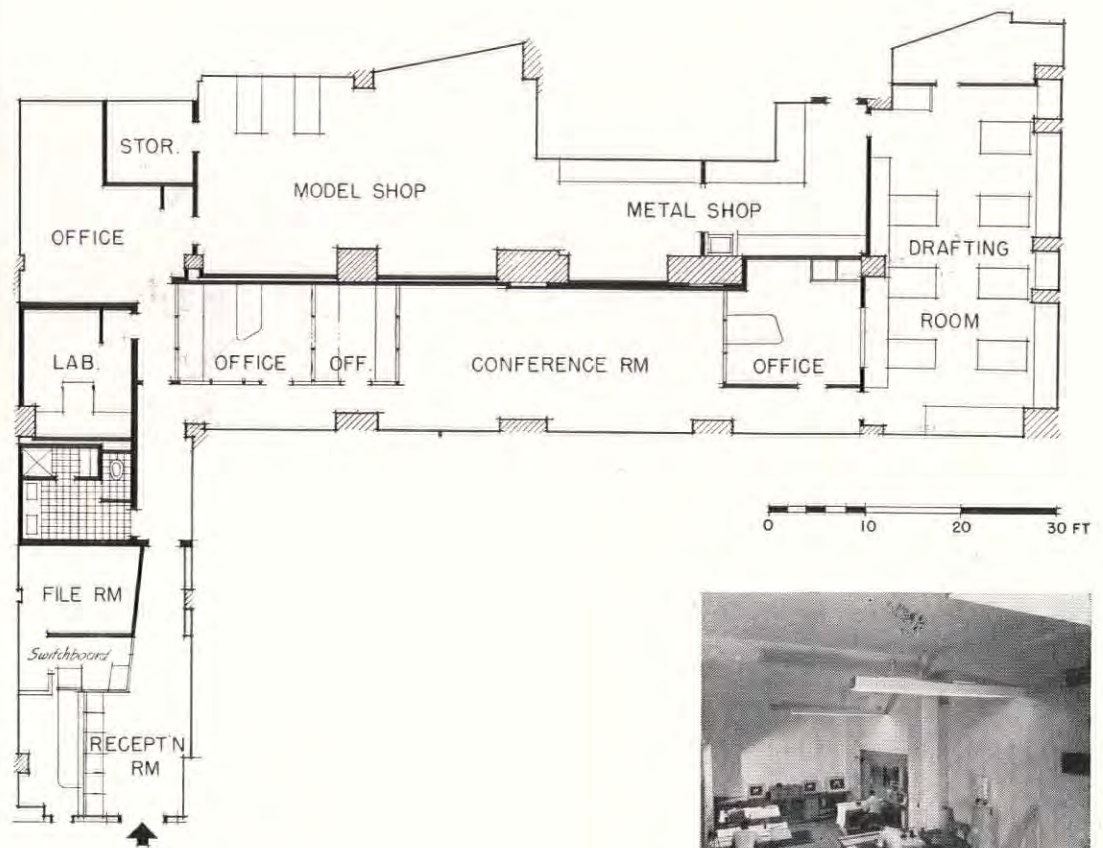 STOR.
MODEL SHOP
METAL SHOP
OFFICE
DRAFTING
ROOM
LAB.
OFFICE
OFF.
CONFERENCE RM
OFFICE
0 10 20 30 FT
FILE RM
Switchboard
RECEPT'N
RM